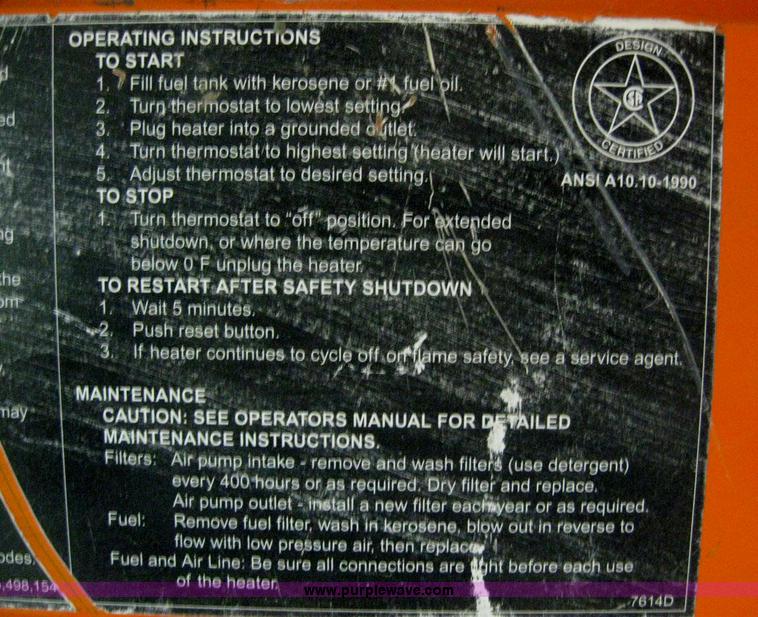 OPERATING INSTRUCTIONS
TO START
1. Fill fuel tank with kerosene or #1 fuel oil.
2. Turn thermostat to lowest setting.
3. Plug heater into a grounded outlet.
4. Turn thermostat to highest setting (heater will start.)
5. Adjust thermostat to desired setting.
TO STOP
1. Turn thermostat to “off” position. For extended
shutdown, or where the temperature can go
below 0°F unplug the heater.
TO RESTART AFTER SAFETY SHUTDOWN
1. Wait 5 minutes.
2. Push reset button.
3. If heater continues to cycle off on flame safety, see a service agent.
MAINTENANCE
CAUTION: SEE OPERATORS MANUAL FOR DETAILED
MAINTENANCE INSTRUCTIONS.
Filters: Air pump intake - remove and wash filters (use detergent)
every 400 hours or as required. Dry filter and replace.
Air pump outlet - install a new filter each year or as required.
Fuel: Remove fuel filter, wash in kerosene, blow out in reverse to
flow with low pressure air, then replace.
Fuel and Air Line: Be sure all connections are tight before each use
of the heater.
DESIGN
CERTIFIED
ANSI A10.10-1990
7614D
,498,154
may
www.purplewave.com